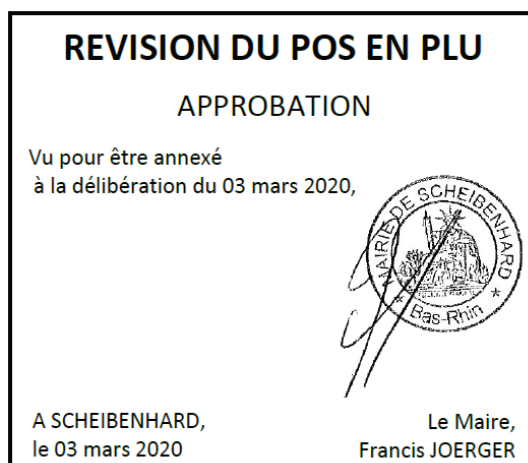 REVISION DU POS EN PLU
APPROBATION
Vu pour être annexé
à la délibération du 03 mars 2020,
MAIRIE DE SCHEIBENHARD
* Bas-Rhin *
A SCHEIBENHARD,
le 03 mars 2020
Le Maire,
Francis JOERGER